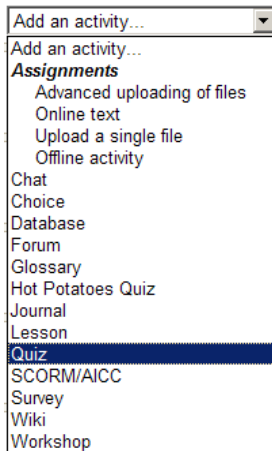 Add an activity...
Add an activity...
Assignments
Advanced uploading of files
Online text
Upload a single file
Offline activity
Chat
Choice
Database
Forum
Glossary
Hot Potatoes Quiz
Journal
Lesson
Quiz
SCORM/AICC
Survey
Wiki
Workshop